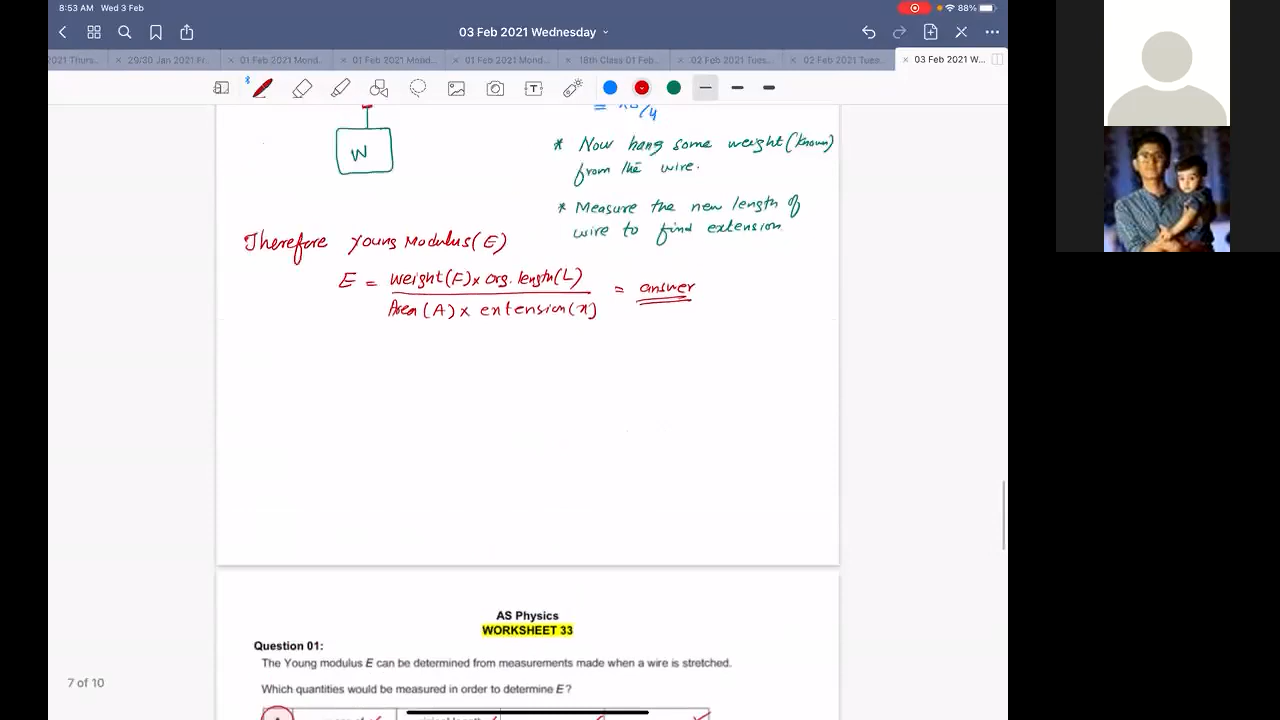 8:53 AM Wed 3 Feb
88%
03 Feb 2021 Wednesday
2021 Thurs...
29/30 Jan 2021 Fr...
01 Feb 2021 Mond...
01 Feb 2021 Mond...
01 Feb 2021 Mond...
18th Class 01 Feb...
02 Feb 2021 Tues...
02 Feb 2021 Tues...
03 Feb 2021 W...
W
* Now hang some weight (known)
from the wire.
* Measure the new length of
wire to find extension
Therefore Young Modulus (E)
E = weight(F) x org. length(L)
Area (A) x extension (x)
= answer
AS Physics
WORKSHEET 33
Question 01:
The Young modulus E can be determined from measurements made when a wire is stretched.
Which quantities would be measured in order to determine E?
7 of 10